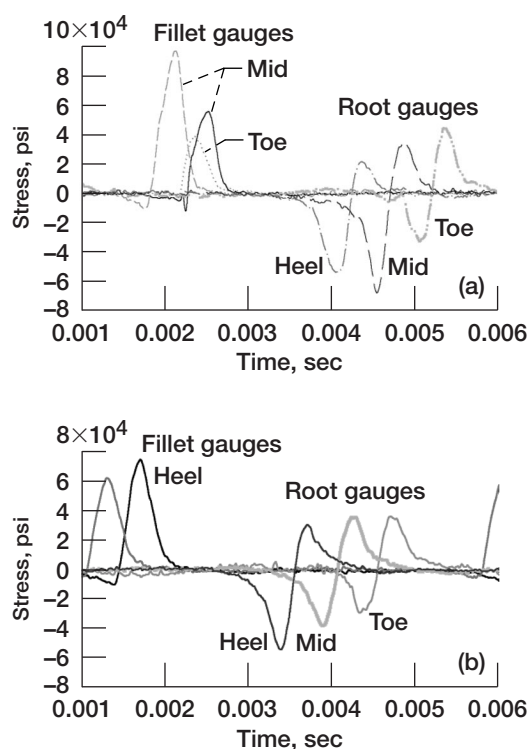 10×10⁴
8
6
4
2
0
–2
–4
–6
–8
Stress, psi
Fillet gauges
Mid
Toe
Root gauges
Heel
Mid
Toe
(a)
0.001 0.002 0.003 0.004 0.005 0.006
Time, sec
8×10⁴
6
4
2
0
–2
–4
–6
–8
Stress, psi
Fillet gauges
Heel
Root gauges
Heel
Mid
Toe
(b)
0.001 0.002 0.003 0.004 0.005 0.006
Time, sec